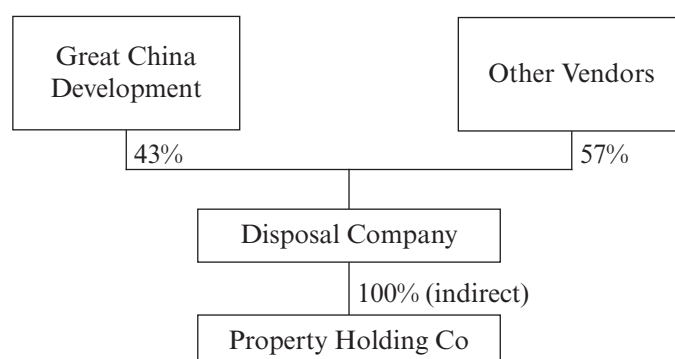 Great China
Development
Other Vendors
43%
57%
Disposal Company
100% (indirect)
Property Holding Co